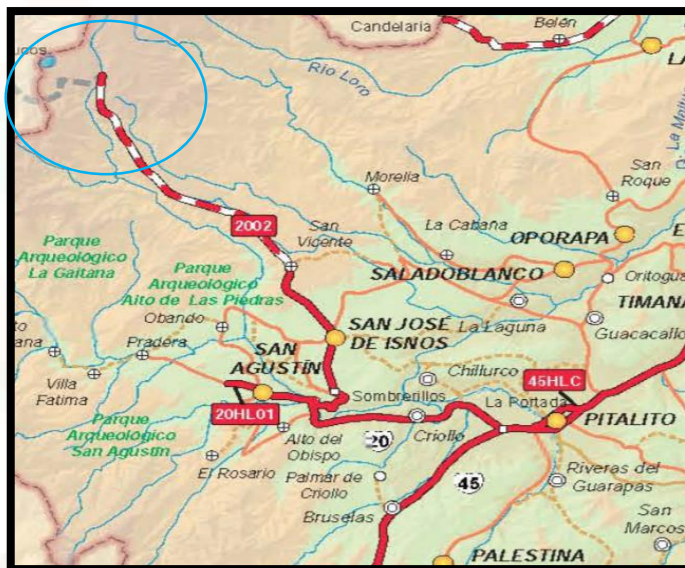 Candelaria
Belén
Río Loro
Morelia
San
Roque
La Cabaña
OPORAPA
2002
San
Vicente
SALADOBLANCO
Oritogua
Parque
Arqueológico
La Gaitana
Parque
Arqueológico
Alto de Las Piedras
TIMANÁ
La Laguna
Guacacallo
Obando
SAN JOSÉ
DE ISNOS
Pradera
SAN
AGUSTÍN
Chillurco
45HLC
Villa
Fatima
Sombrerillos
La Portada
20HL01
PITALITO
Parque
Arqueológico
San Agustín
Alto del
Obispo
20
Criollo
El Rosario
Palmar de
Criollo
45
Riveras del
Guarapas
Bruselas
San
Marcos
PALESTINA